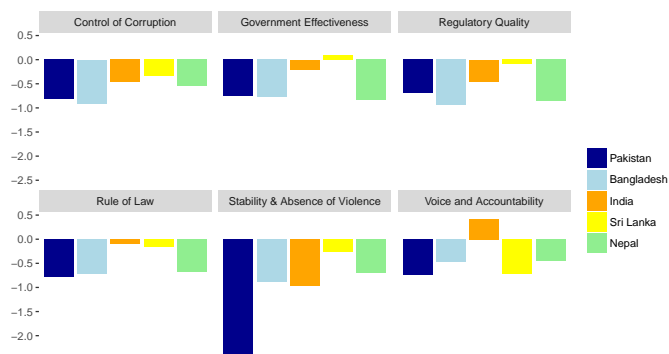 Control of Corruption Government Effectiveness Regulatory Quality
0.5
0.0
−0.5
−1.0
−1.5
−2.0
−2.5
Pakistan
Bangladesh
India
Sri Lanka
Nepal
Rule of Law Stability & Absence of Violence Voice and Accountability
0.5
0.0
−0.5
−1.0
−1.5
−2.0